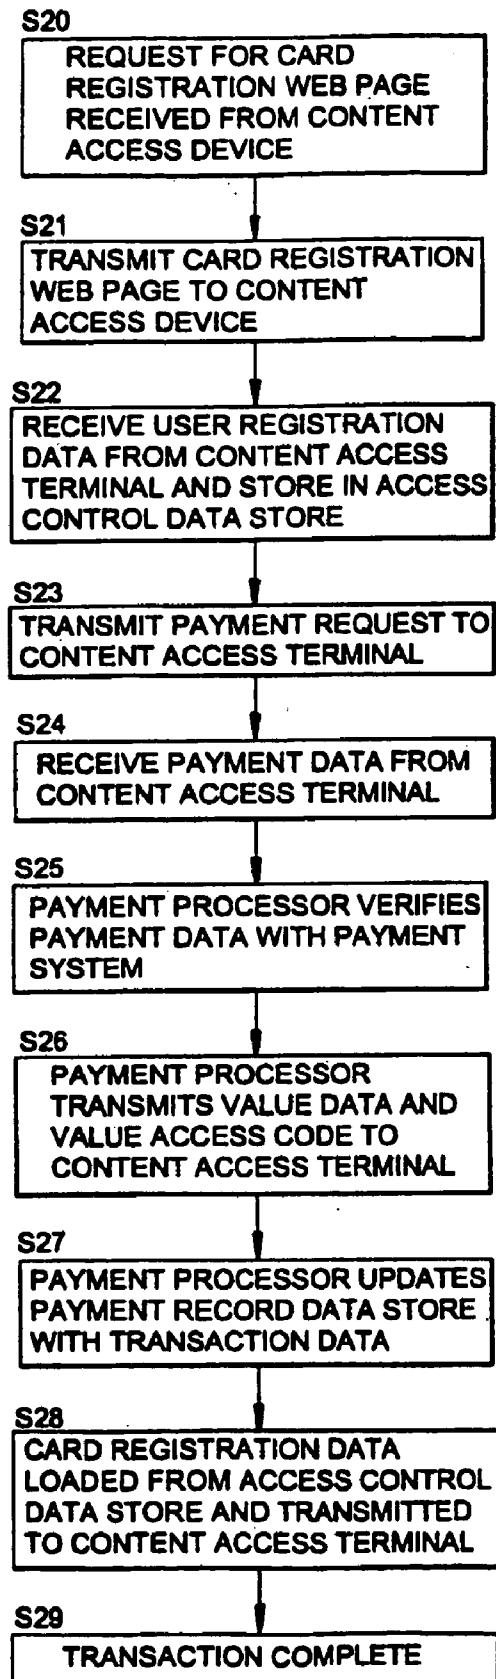 S20
REQUEST FOR CARD
REGISTRATION WEB PAGE
RECEIVED FROM CONTENT
ACCESS DEVICE
S21
TRANSMIT CARD REGISTRATION
WEB PAGE TO CONTENT
ACCESS DEVICE
S22
RECEIVE USER REGISTRATION
DATA FROM CONTENT ACCESS
TERMINAL AND STORE IN ACCESS
CONTROL DATA STORE
S23
TRANSMIT PAYMENT REQUEST TO
CONTENT ACCESS TERMINAL
S24
RECEIVE PAYMENT DATA FROM
CONTENT ACCESS TERMINAL
S25
PAYMENT PROCESSOR VERIFIES
PAYMENT DATA WITH PAYMENT
SYSTEM
S26
PAYMENT PROCESSOR
TRANSMITS VALUE DATA AND
VALUE ACCESS CODE TO
CONTENT ACCESS TERMINAL
S27
PAYMENT PROCESSOR UPDATES
PAYMENT RECORD DATA STORE
WITH TRANSACTION DATA
S28
CARD REGISTRATION DATA
LOADED FROM ACCESS CONTROL
DATA STORE AND TRANSMITTED
TO CONTENT ACCESS TERMINAL
S29
TRANSACTION COMPLETE